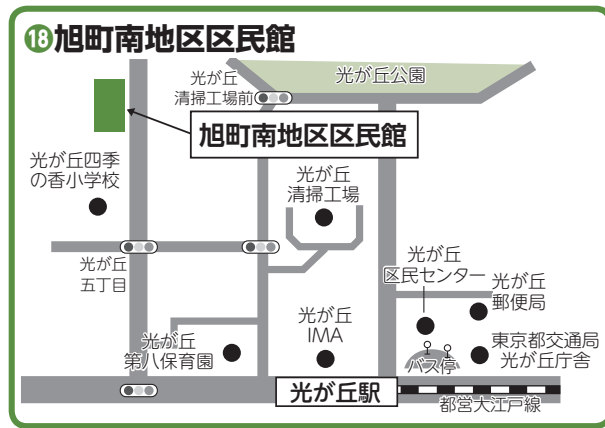 ⑱旭町南地区区民館
光が丘
清掃工場前
光が丘公園
旭町南地区区民館
光が丘四季
の香小学校
光が丘
清掃工場
光が丘
五丁目
光が丘
区民センター
光が丘
郵便局
光が丘
IMA
光が丘
第八保育園
東京都交通局
光が丘庁舎
バス停
光が丘駅
都営大江戸線